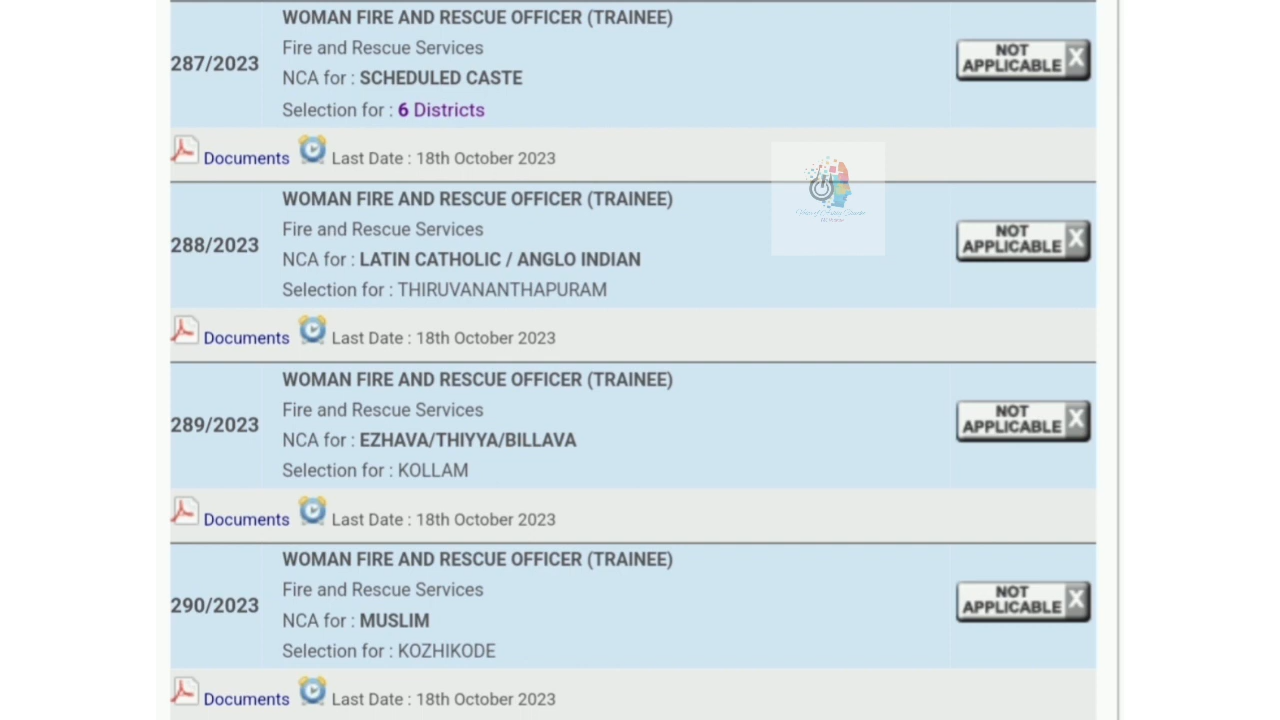 WOMAN FIRE AND RESCUE OFFICER (TRAINEE)
Fire and Rescue Services
287/2023
NCA for : SCHEDULED CASTE
Selection for : 6 Districts
NOT APPLICABLE X
Documents Last Date : 18th October 2023
WOMAN FIRE AND RESCUE OFFICER (TRAINEE)
Fire and Rescue Services
288/2023
NCA for : LATIN CATHOLIC / ANGLO INDIAN
Selection for : THIRUVANANTHAPURAM
NOT APPLICABLE X
Documents Last Date : 18th October 2023
WOMAN FIRE AND RESCUE OFFICER (TRAINEE)
Fire and Rescue Services
289/2023
NCA for : EZHAVA/THIYYA/BILLAVA
Selection for : KOLLAM
NOT APPLICABLE X
Documents Last Date : 18th October 2023
WOMAN FIRE AND RESCUE OFFICER (TRAINEE)
Fire and Rescue Services
290/2023
NCA for : MUSLIM
Selection for : KOZHIKODE
NOT APPLICABLE X
Documents Last Date : 18th October 2023